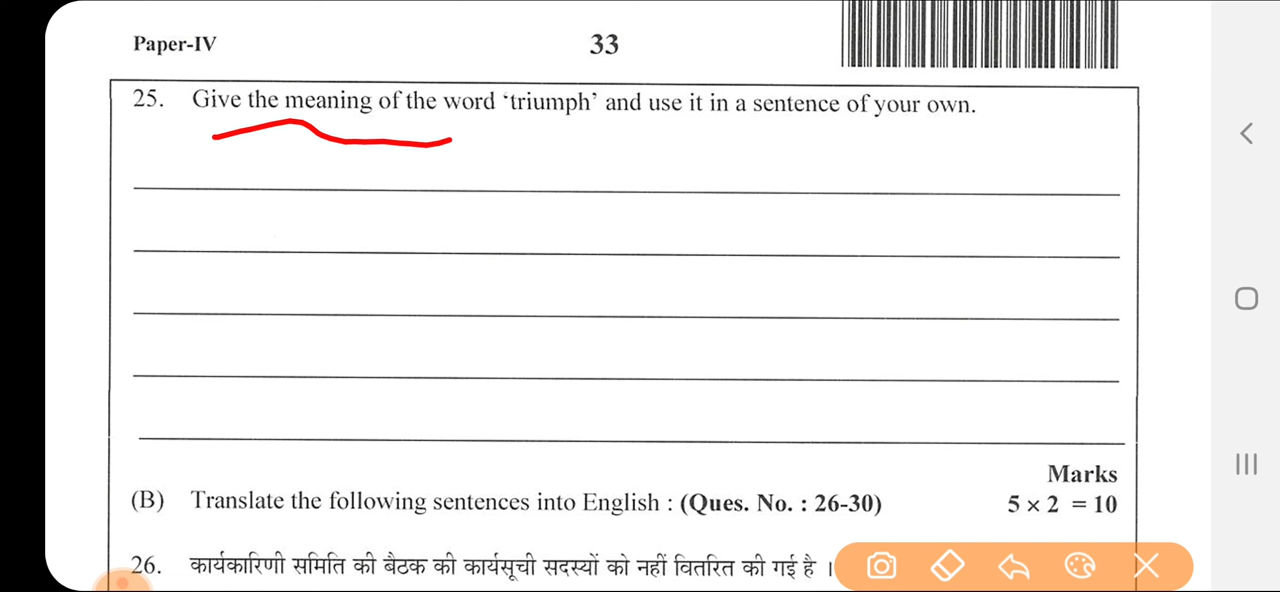 Paper-IV
33
25. Give the meaning of the word ‘triumph’ and use it in a sentence of your own.
Marks
(B) Translate the following sentences into English : (Ques. No. : 26-30) 5 × 2 = 10
26. कार्यकारिणी समिति की बैठक की कार्यसूची सदस्यों को नहीं वितरित की गई है ।